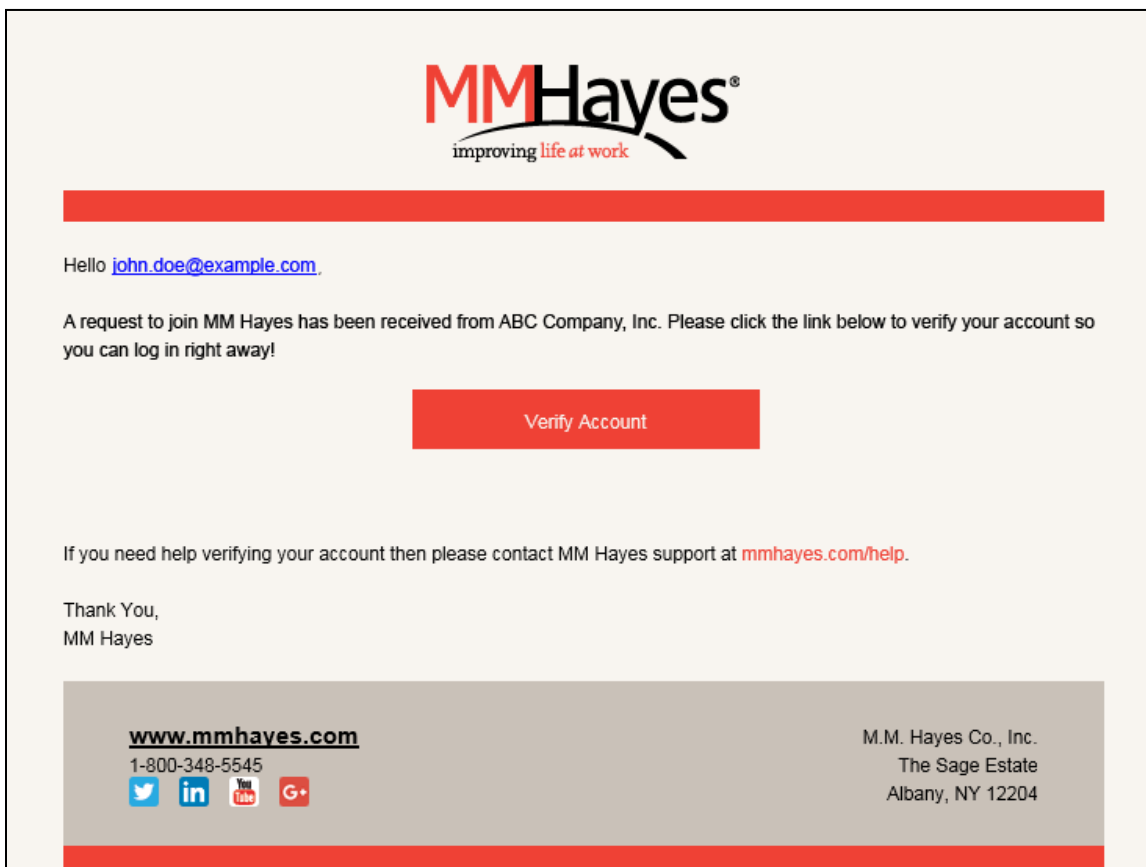 MMHayes®
improving life at work
Hello john.doe@example.com,
A request to join MM Hayes has been received from ABC Company, Inc. Please click the link below to verify your account so
you can log in right away!
Verify Account
If you need help verifying your account then please contact MM Hayes support at mmhayes.com/help.
Thank You,
MM Hayes
www.mmhayes.com
1-800-348-5545
in You Tube G+
M.M. Hayes Co., Inc.
The Sage Estate
Albany, NY 12204